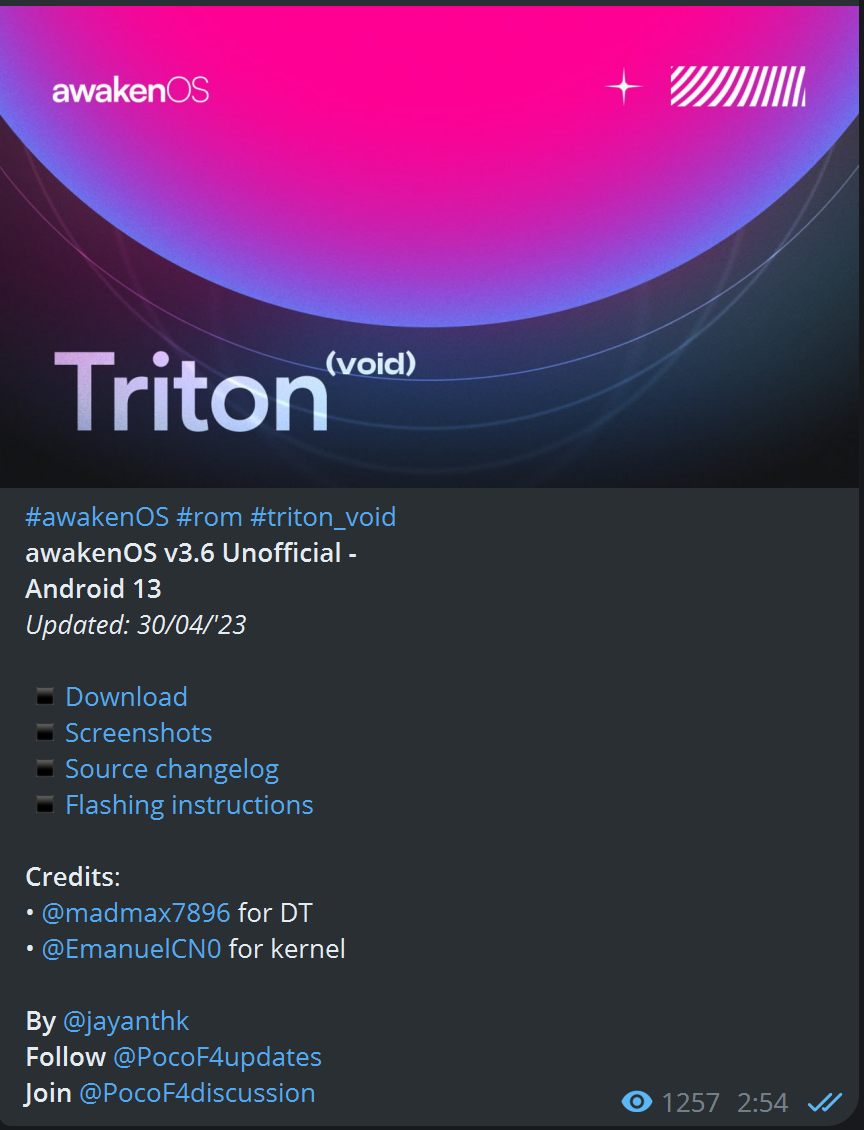 awakenOS
Triton(void)
#awakenOS #rom #triton_void
awakenOS v3.6 Unofficial -
Android 13
Updated: 30/04/'23
▪ Download
▪ Screenshots
▪ Source changelog
▪ Flashing instructions
Credits:
• @madmax7896 for DT
• @EmanuelCN0 for kernel
By @jayanthk
Follow @PocoF4updates
Join @PocoF4discussion
1257 2:54